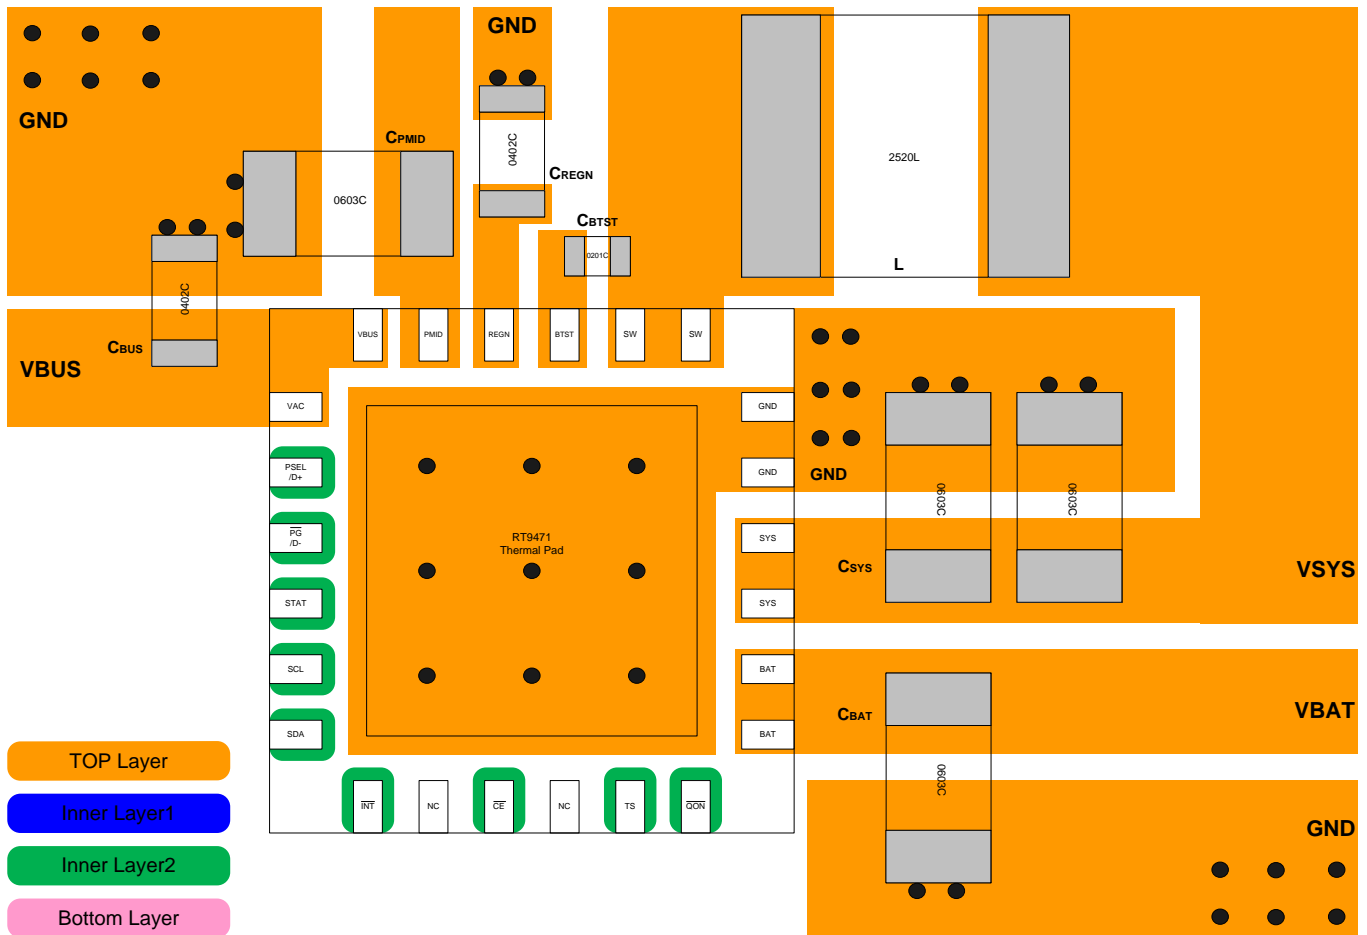 GND
GND
CPMID
0603C
0402C
CREGN
CBTST
0201C
2520L
L
0402C
CBUS
VBUS
VBUS
PMID
REGN
BTST
SW
SW
VAC
PSEL
/D+
PG
/D-
STAT
SCL
SDA
INT
NC
CE
NC
TS
QON
RT9471
Thermal Pad
GND
GND
SYS
SYS
BAT
BAT
GND
0603C
0603C
CSYS
VSYS
CBAT
0603C
VBAT
GND
TOP Layer
Inner Layer1
Inner Layer2
Bottom Layer